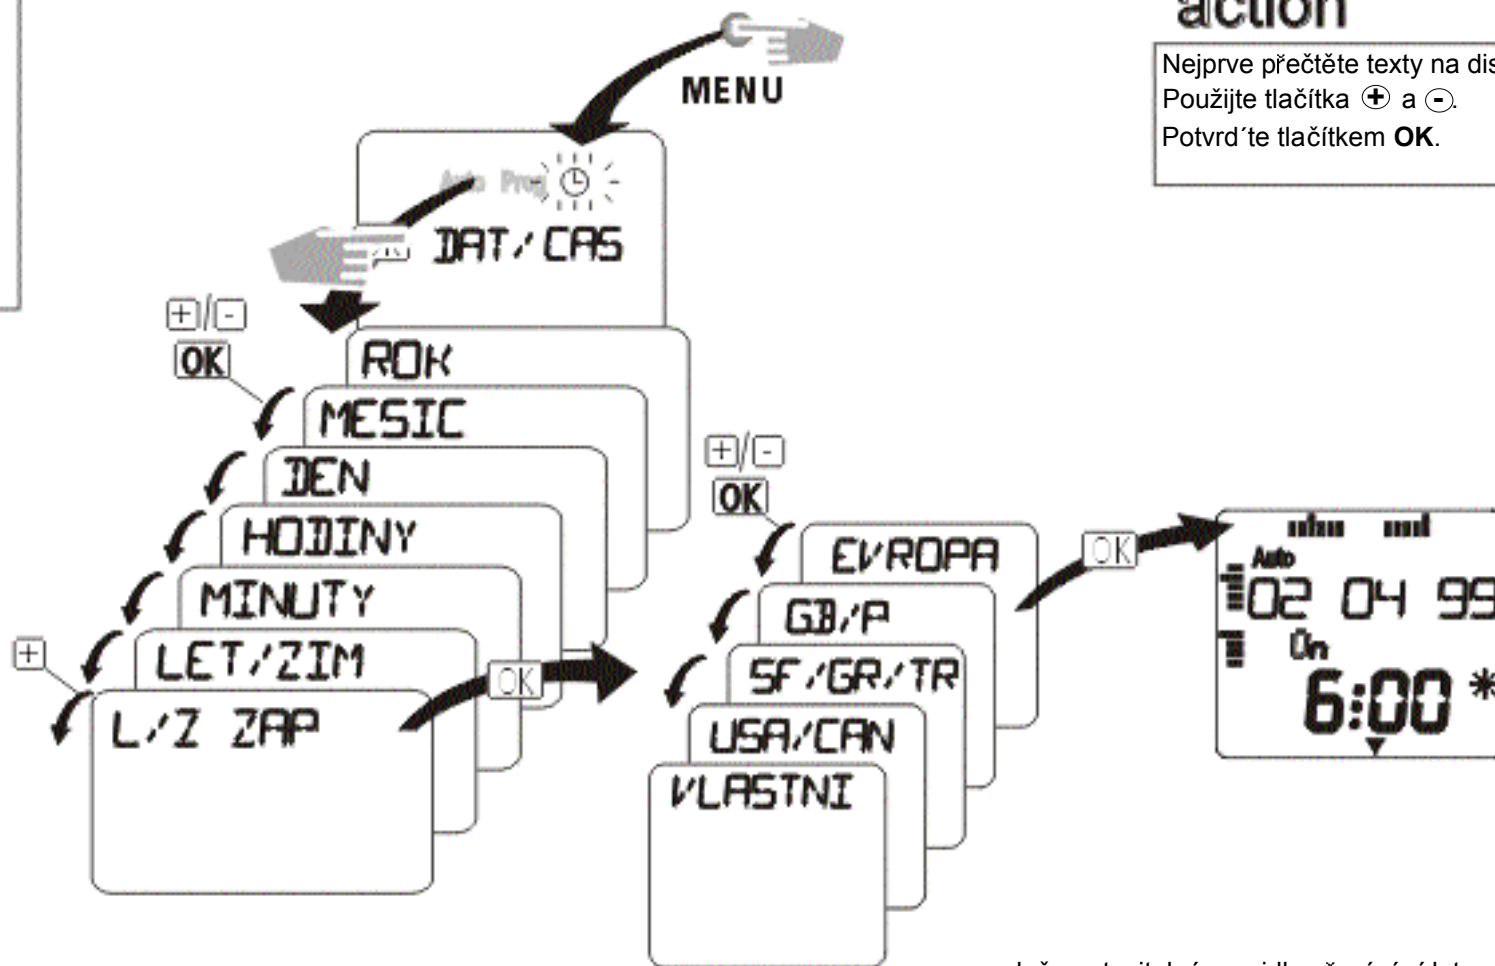 action
Nejprve přečtěte texty na dis
Použijte tlačítka + a -.
Potvrd´te tlačítkem OK.
MENU
Auto Prog
DAT/CAS
+/-
OK
ROK
MESIC
DEN
HODINY
MINUTY
LET/ZIM
+
L/Z ZAP
OK
+/-
OK
EVROPA
GB/P
SF/GR/TR
USA/CAN
VLASTNI
OK
Auto
02 04 99
On
6:00 *